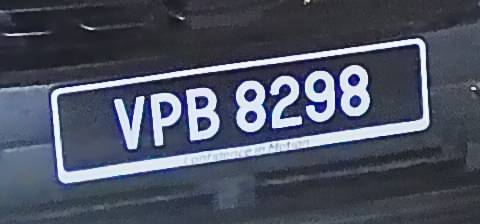 VPB 8298
Confidence in Motion